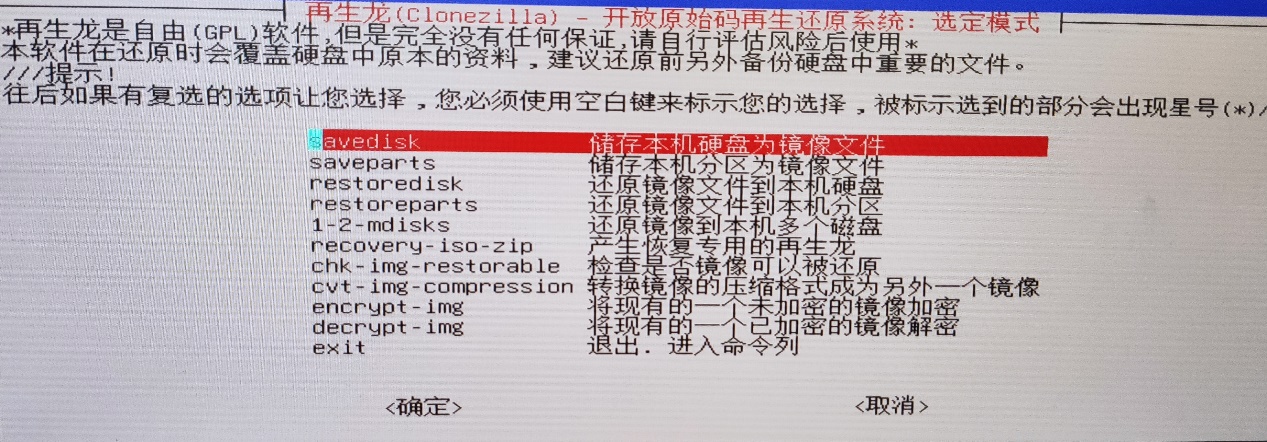 再生龙(Clonezilla) - 开放原始码再生还原系统: 选定模式
*再生龙是自由(GPL)软件,但是完全没有任何保证,请自行评估风险后使用*
本软件在还原时会覆盖硬盘中原本的资料，建议还原前另外备份硬盘中重要的文件。
///提示!
往后如果有复选的选项让您选择，您必须使用空白键来标示您的选择，被标示选到的部分会出现星号(*)/
savedisk 储存本机硬盘为镜像文件
saveparts 储存本机分区为镜像文件
restoredisk 还原镜像文件到本机硬盘
restoreparts 还原镜像文件到本机分区
1-2-mdisks 还原镜像到本机多个磁盘
recovery-iso-zip 产生恢复专用的再生龙
chk-img-restorable 检查是否镜像可以被还原
cvt-img-compression 转换镜像的压缩格式成为另外一个镜像
encrypt-img 将现有的一个未加密的镜像加密
decrypt-img 将现有的一个已加密的镜像解密
exit 退出. 进入命令列
<确定> <取消>